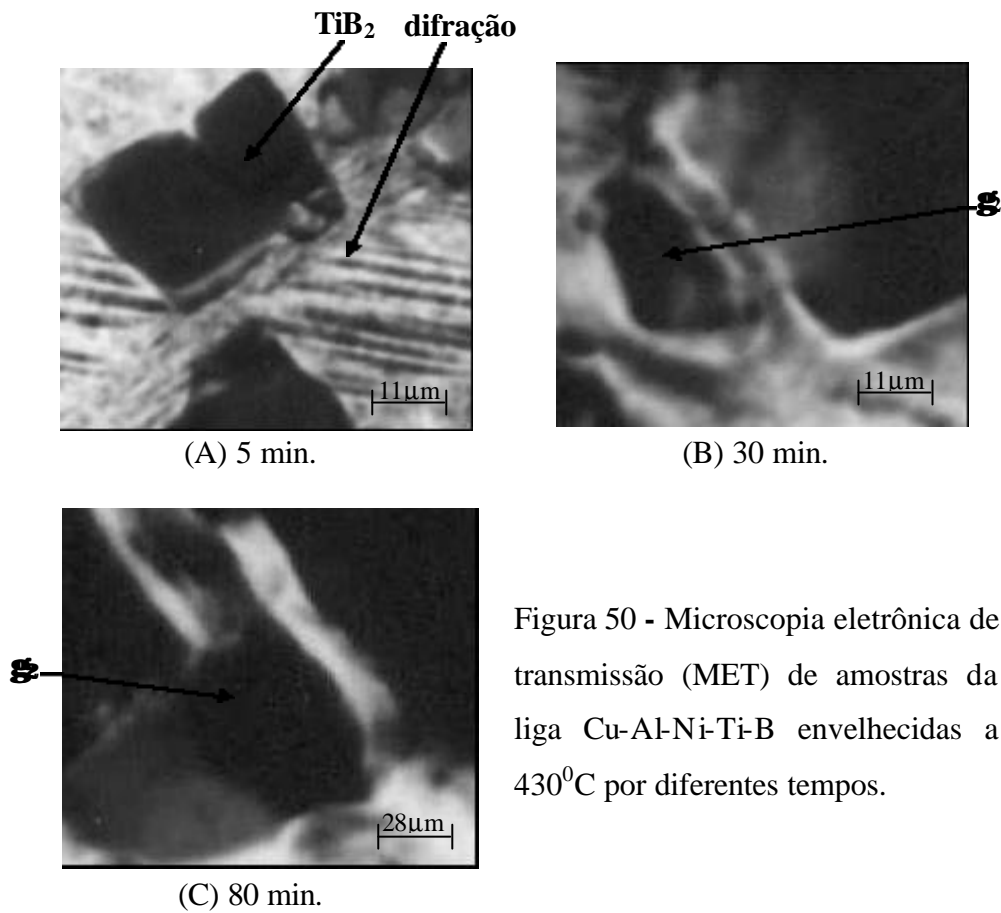 TiB₂ difração
11μm
11μm
(A) 5 min.
(B) 30 min.
28μm
(C) 80 min.
Figura 50 - Microscopia eletrônica de
transmissão (MET) de amostras da
liga Cu-Al-Ni-Ti-B envelhecidas a
430⁰C por diferentes tempos.